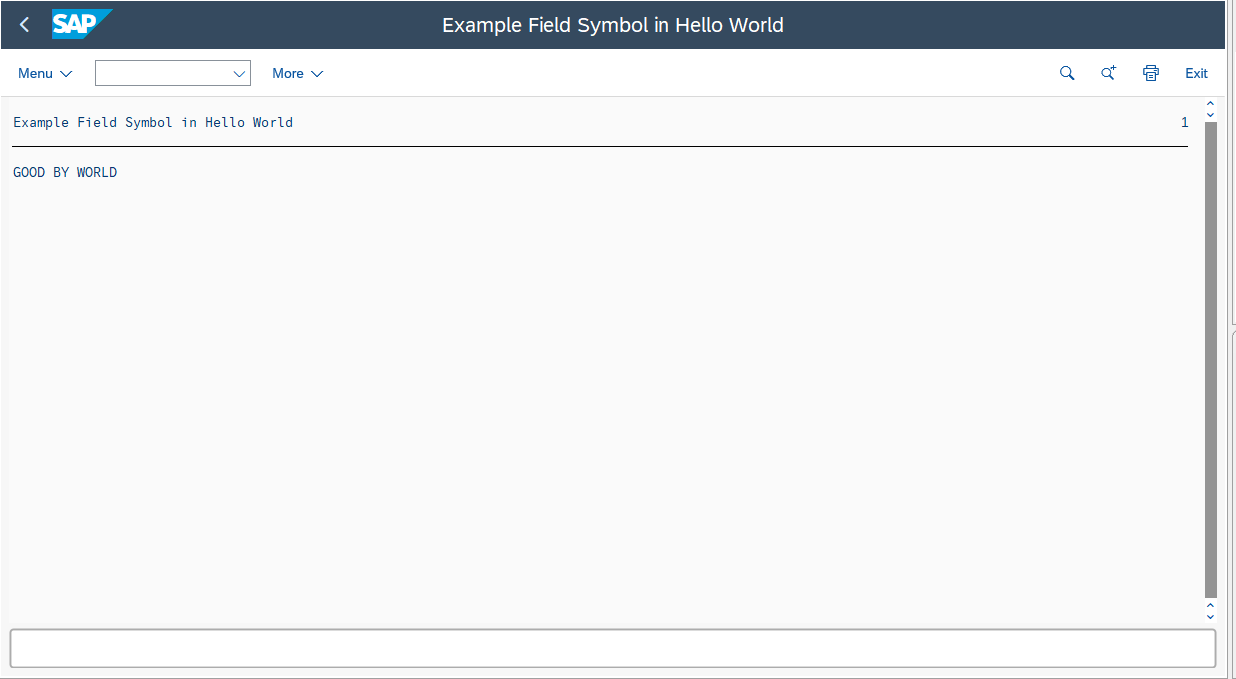 SAP Example Field Symbol in Hello World
Menu More Exit
Example Field Symbol in Hello World 1
GOOD BY WORLD